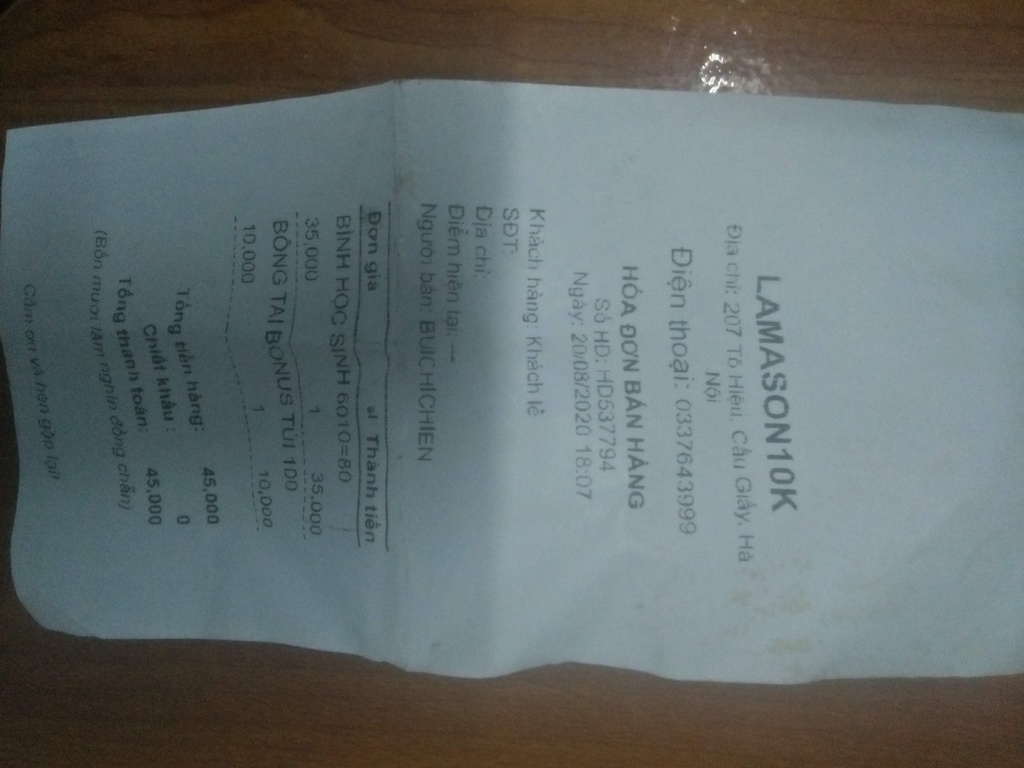 LAMASON10K
Địa chỉ: 207 Tô Hiệu, Cầu Giấy, Hà
Nội
Điện thoại: 0337643999
HÓA ĐƠN BÁN HÀNG
Số HD: HD537794
Ngày: 20/08/2020 18:07
Khách hàng: Khách lẻ
SĐT:
Địa chỉ:
Điểm hiện tại: ---
Người bán: BUICHICHIEN
Đơn giá sl Thành tiền
BÌNH HỌC SINH 6010=80
35,000 1 35,000
BÔNG TAI BONUS TÚI 100
10,000 1 10,000
Tổng tiền hàng: 45,000
Chiết khấu : 0
Tổng thanh toán: 45,000
(Bốn mươi lăm nghìn đồng chẵn)
Cảm ơn và hẹn gặp lại!